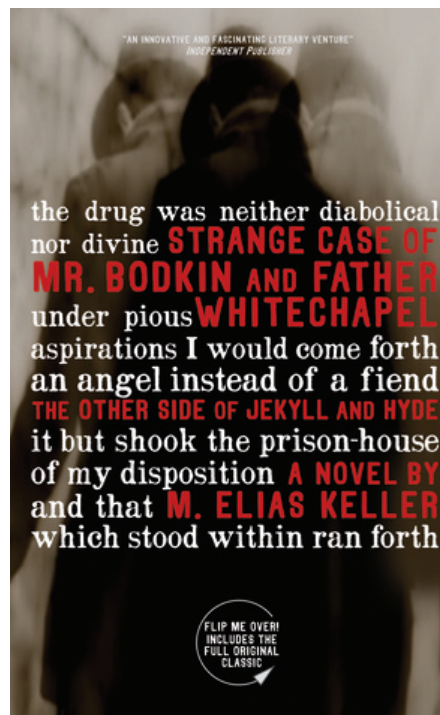 "AN INNOVATIVE AND FASCINATING LITERARY VENTURE"
INDEPENDENT PUBLISHER
the drug was neither diabolical
nor divine STRANGE CASE OF
MR. BODKIN AND FATHER
under pious WHITECHAPEL
aspirations I would come forth
an angel instead of a fiend
THE OTHER SIDE OF JEKYLL AND HYDE
it but shook the prison-house
of my disposition A NOVEL BY
and that M. ELIAS KELLER
which stood within ran forth
FLIP ME OVER!
INCLUDES THE
FULL ORIGINAL
CLASSIC